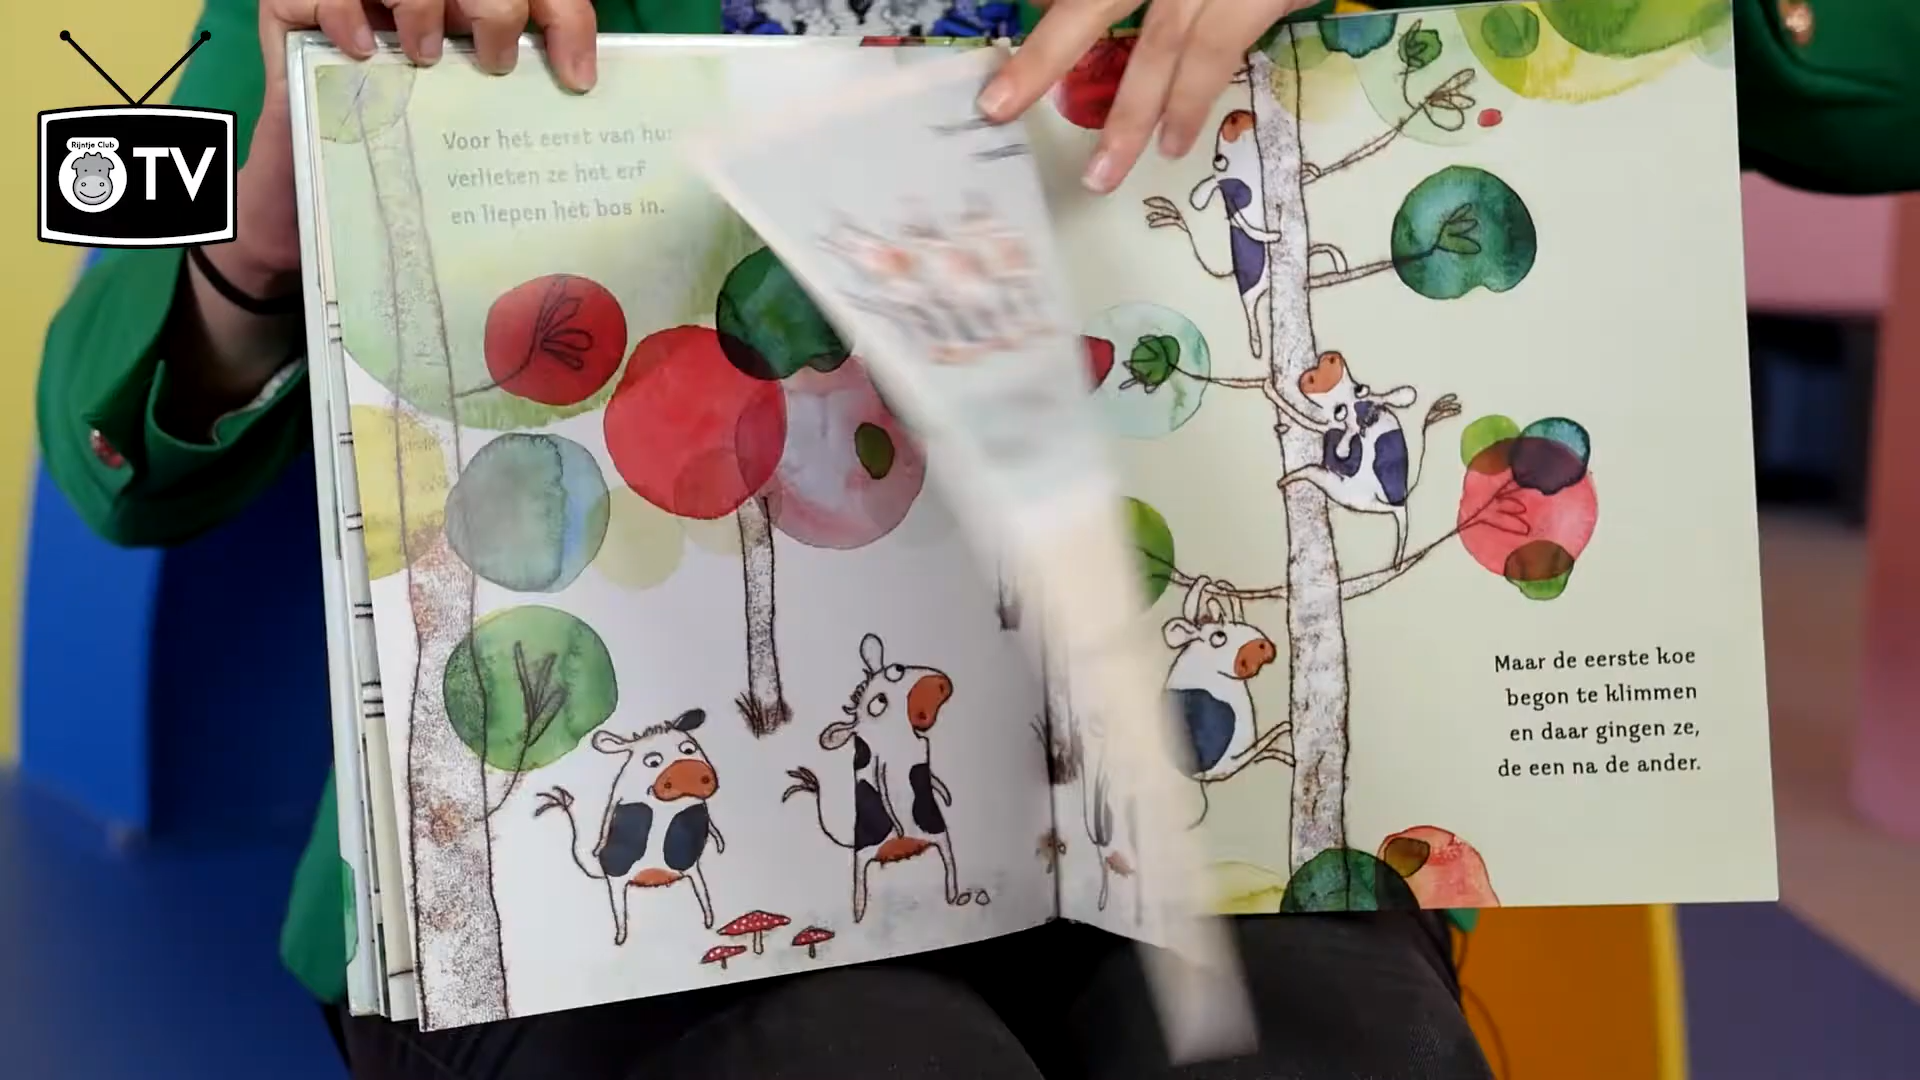 Rijntje Club
TV
Voor het eerst van
verlieten ze het erf
en liepen het bos in.
Maar de eerste koe
begon te klimmen
en daar gingen ze,
de een na de ander.